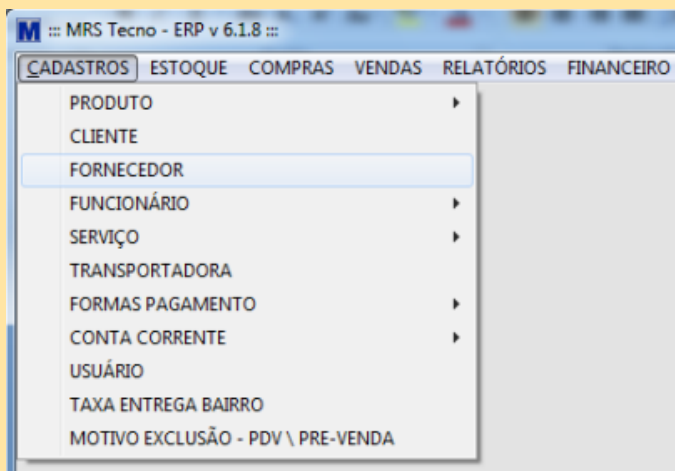 M ::: MRS Tecno - ERP v 6.1.8 :::
CADASTROS ESTOQUE COMPRAS VENDAS RELATÓRIOS FINANCEIRO
PRODUTO
CLIENTE
FORNECEDOR
FUNCIONÁRIO
SERVIÇO
TRANSPORTADORA
FORMAS PAGAMENTO
CONTA CORRENTE
USUÁRIO
TAXA ENTREGA BAIRRO
MOTIVO EXCLUSÃO - PDV \ PRE-VENDA